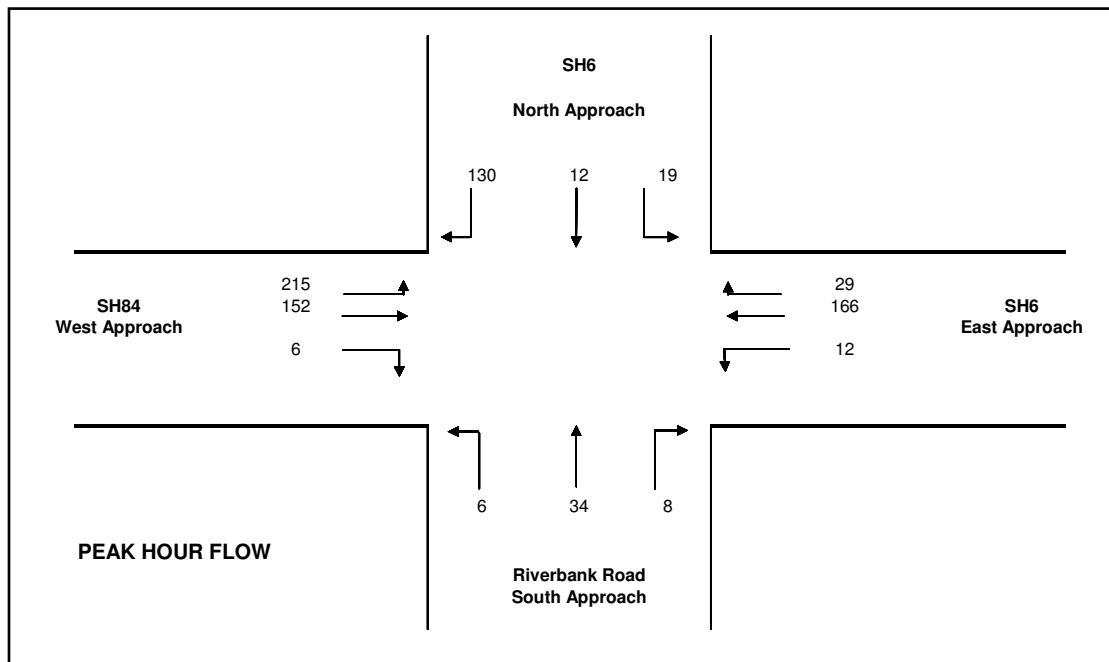 SH6
North Approach
130 12 19
215
152
6
SH84
West Approach
29
166
12
SH6
East Approach
6 34 8
PEAK HOUR FLOW
Riverbank Road
South Approach